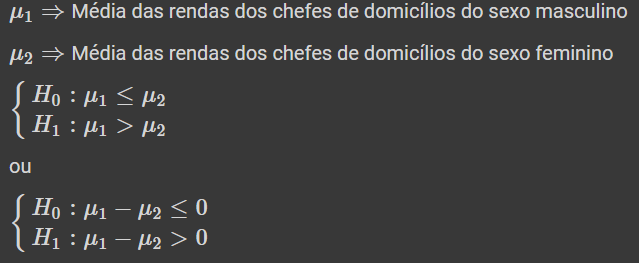 μ₁ ⇒ Média das rendas dos chefes de domicílios do sexo masculino
μ₂ ⇒ Média das rendas dos chefes de domicílios do sexo feminino
H₀ : μ₁ ≤ μ₂
H₁ : μ₁ > μ₂
ou
H₀ : μ₁ − μ₂ ≤ 0
H₁ : μ₁ − μ₂ > 0